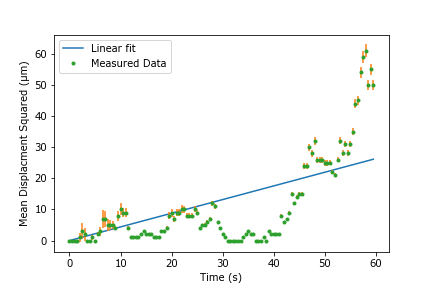 Linear fit
Measured Data
Mean Displacment Squared (μm)
60
50
40
30
20
10
0
0 10 20 30 40 50 60
Time (s)